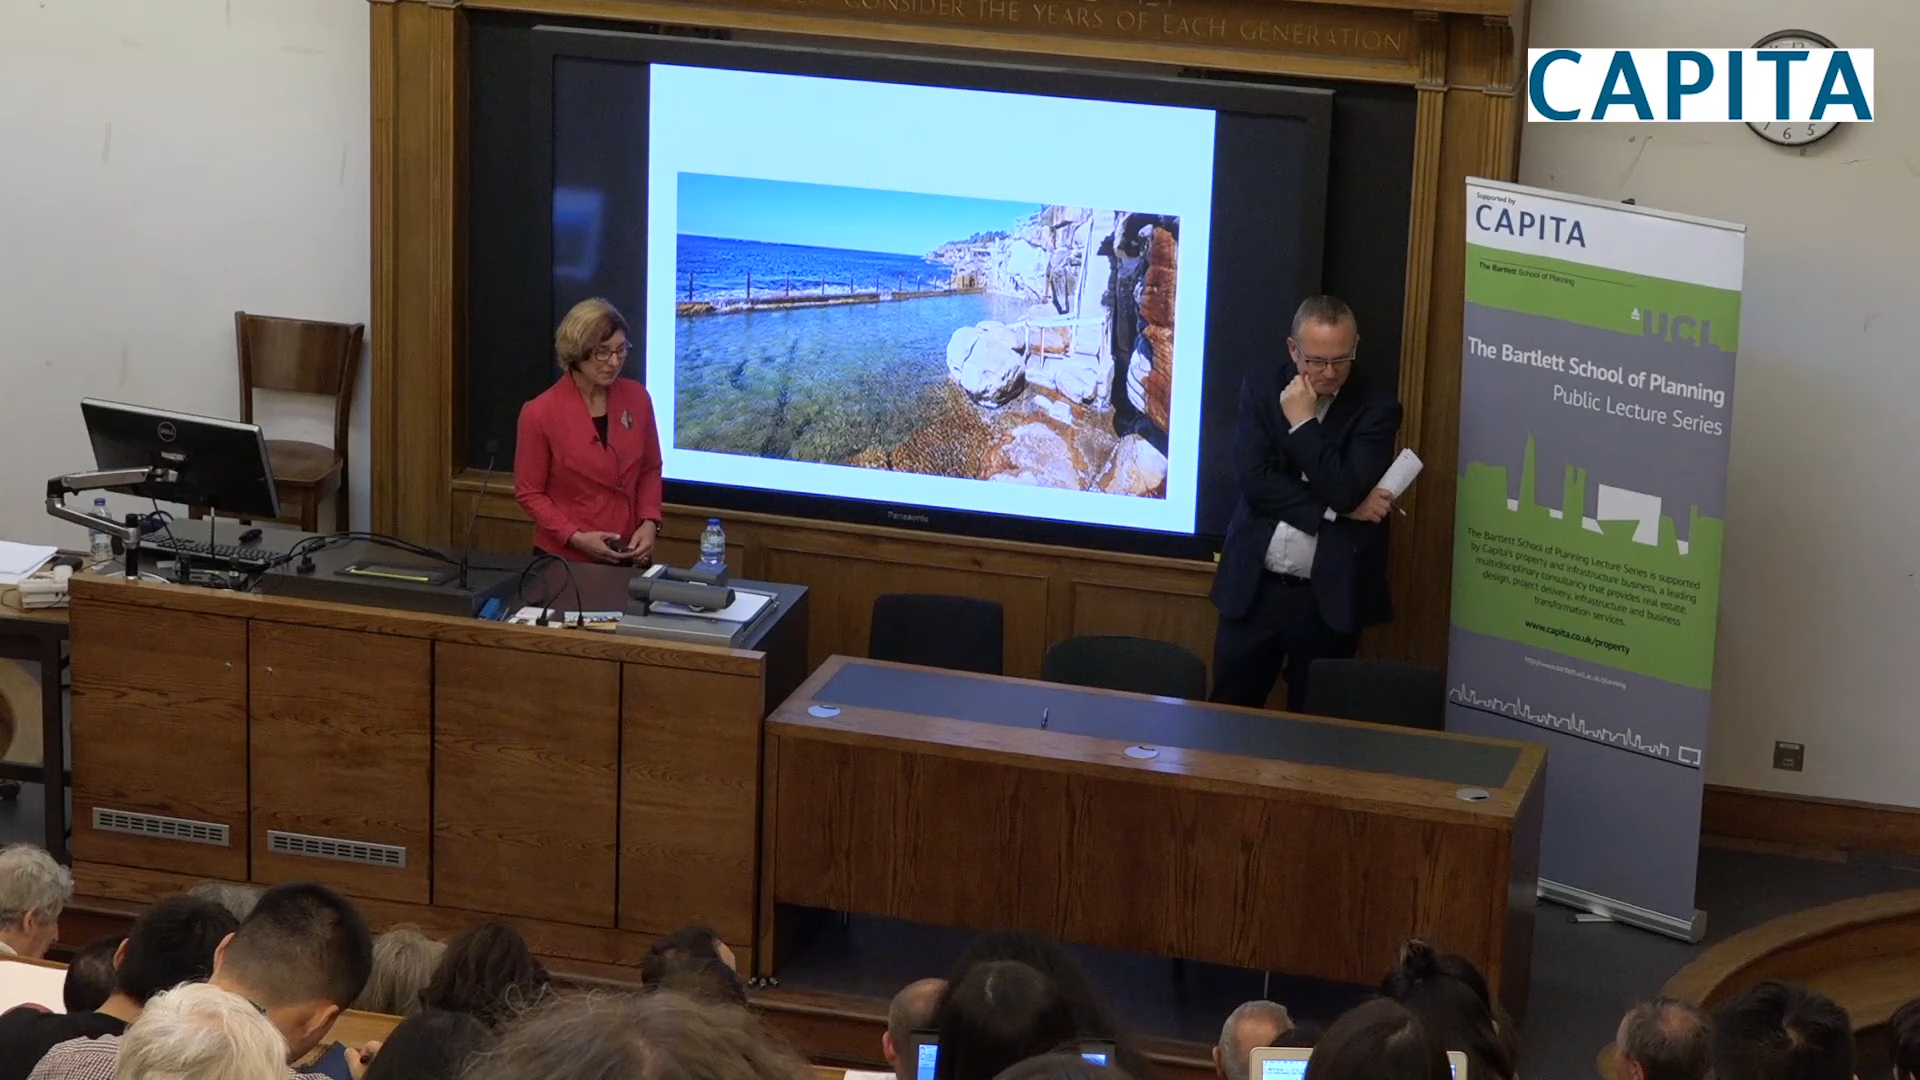 CONSIDER THE YEARS OF EACH GENERATION
CAPITA
6 5
Supported by
CAPITA
The Bartlett School of Planning
UCL
The Bartlett School of Planning
Public Lecture Series
The Bartlett School of Planning Lecture Series is supported
by Capita's property and infrastructure business, a leading
multidisciplinary consultancy that provides real estate,
design, project delivery, infrastructure and business
transformation services.
www.capita.co.uk/property
Panasonic
DELL